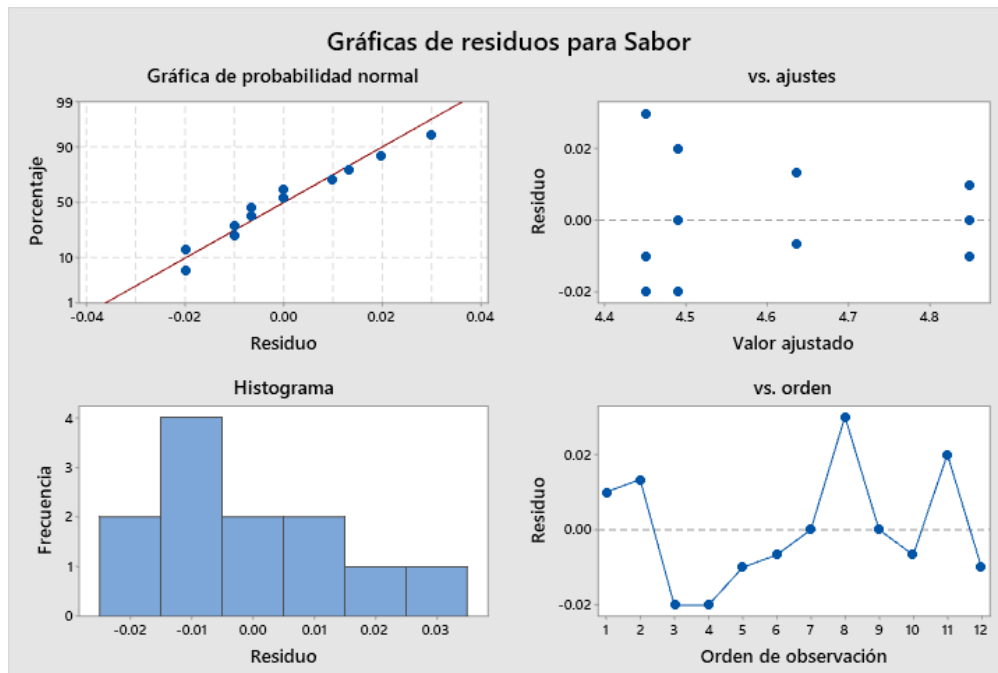 Gráficas de residuos para Sabor
Gráfica de probabilidad normal
99
90
50
10
1
Porcentaje
-0.04 -0.02 0.00 0.02 0.04
Residuo
vs. ajustes
0.02
0.00
-0.02
Residuo
4.4 4.5 4.6 4.7 4.8
Valor ajustado
Histograma
4
3
2
1
0
Frecuencia
-0.02 -0.01 0.00 0.01 0.02 0.03
Residuo
vs. orden
0.02
0.00
-0.02
Residuo
1 2 3 4 5 6 7 8 9 10 11 12
Orden de observación